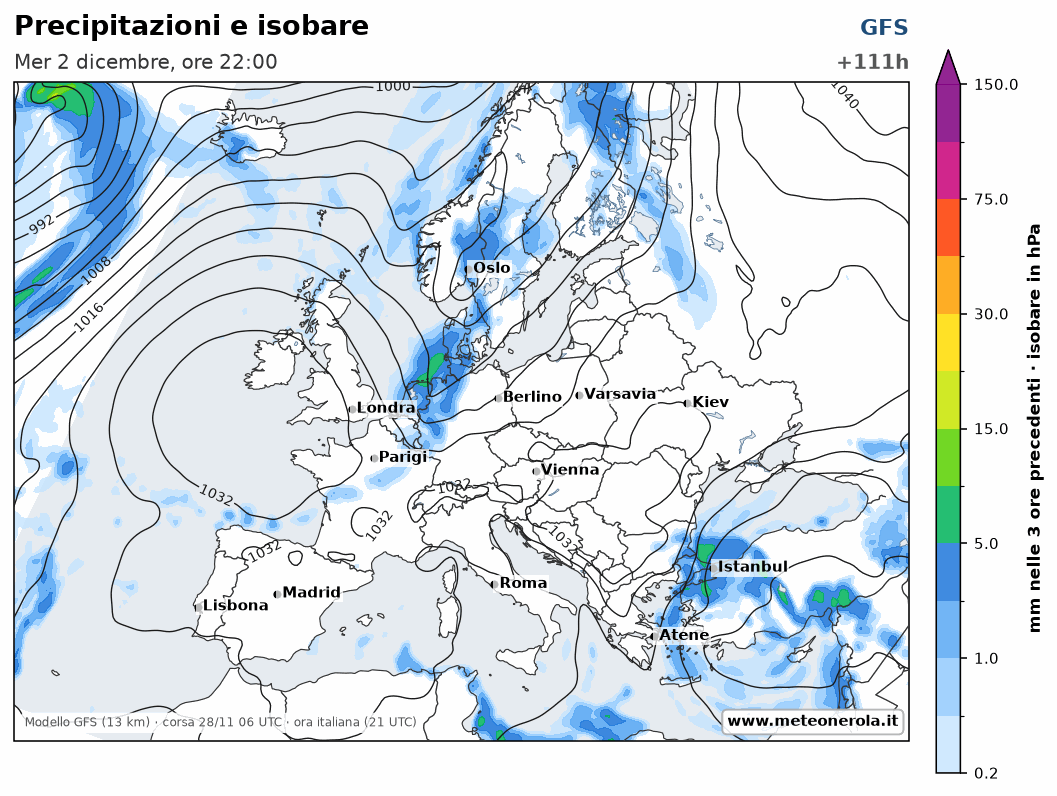 Precipitazioni e isobare
GFS
Mer 2 dicembre, ore 22:00
+111h
1000
1040
992
1008
1016
Oslo
Londra
Berlino
Varsavia
Kiev
Parigi
Vienna
1032
1032
1032
1032
1032
Istanbul
Roma
Madrid
Lisbona
Atene
Modello GFS (13 km) · corsa 28/11 06 UTC · ora italiana (21 UTC)
www.meteonerola.it
150.0
75.0
30.0
15.0
5.0
1.0
0.2
mm nelle 3 ore precedenti · isobare in hPa